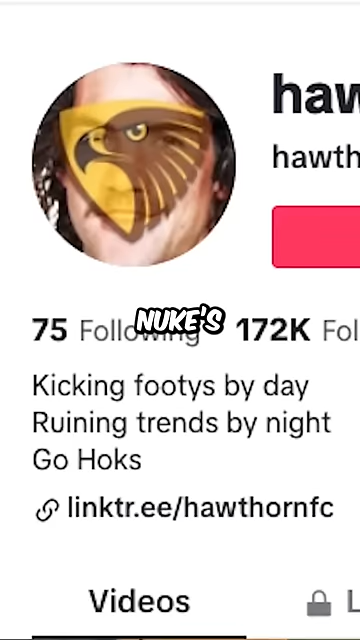 haw
hawth
NUKE'S
75 Following 172K Fol
Kicking footys by day
Ruining trends by night
Go Hoks
linktr.ee/hawthornfc
Videos
L